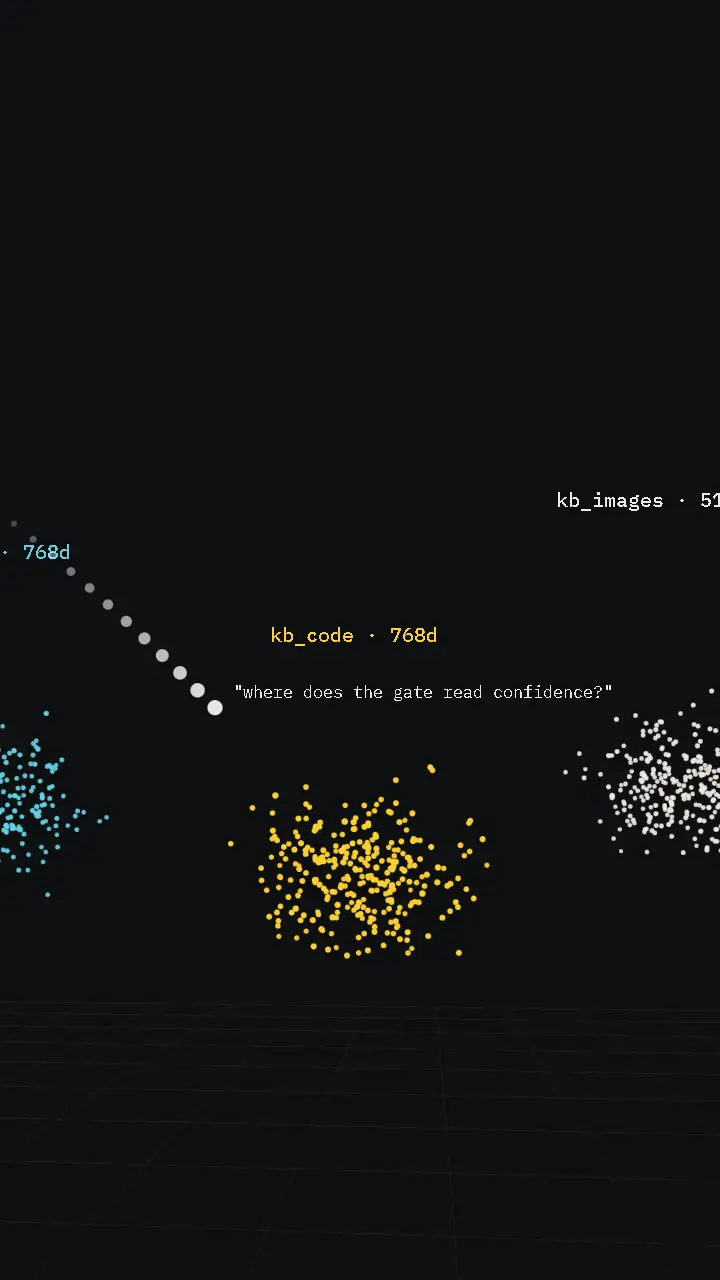 kb_images · 51
· 768d
kb_code · 768d
"where does the gate read confidence?"